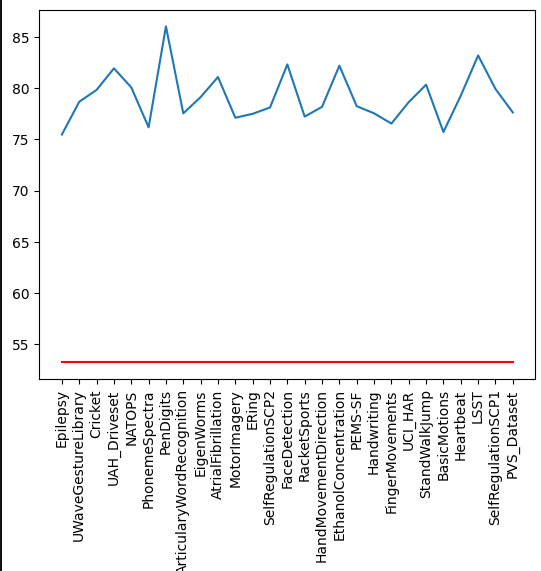 85
80
75
70
65
60
55
Epilepsy
UWaveGestureLibrary
Cricket
UAH_Driveset
NATOPS
PhonemeSpectra
PenDigits
ArticularyWordRecognition
EigenWorms
AtrialFibrillation
MotorImagery
ERing
SelfRegulationSCP2
FaceDetection
RacketSports
HandMovementDirection
EthanolConcentration
PEMS-SF
Handwriting
FingerMovements
UCI_HAR
StandWalkJump
BasicMotions
Heartbeat
LSST
SelfRegulationSCP1
PVS_Dataset